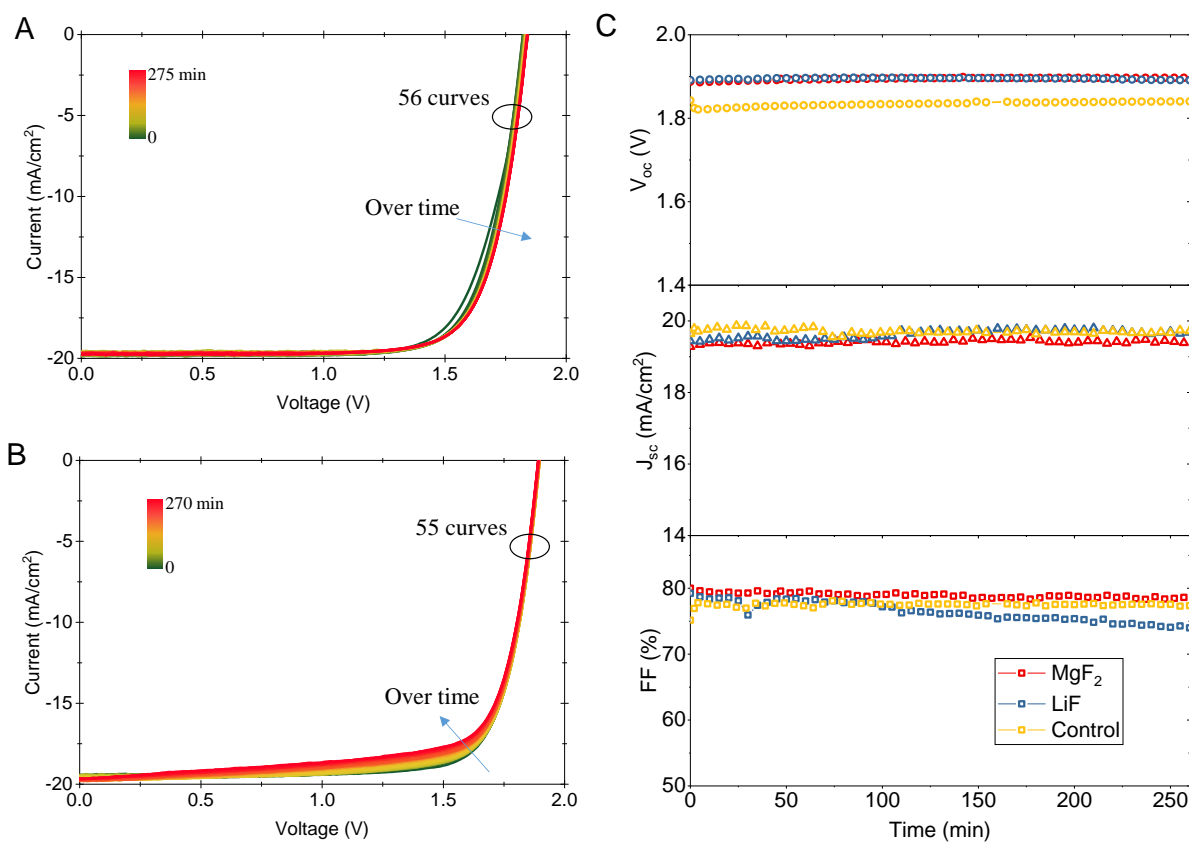 A
0
-5
-10
-15
-20
Current (mA/cm²)
275 min
0
56 curves
Over time
0.0
0.5
1.0
1.5
2.0
Voltage (V)
B
0
-5
-10
-15
-20
Current (mA/cm²)
270 min
0
55 curves
Over time
0.0
0.5
1.0
1.5
2.0
Voltage (V)
C
2.0
1.8
1.6
1.4
V_oc (V)
20
18
16
14
J_sc (mA/cm²)
80
70
60
50
FF (%)
MgF₂
LiF
Control
0
50
100
150
200
250
Time (min)